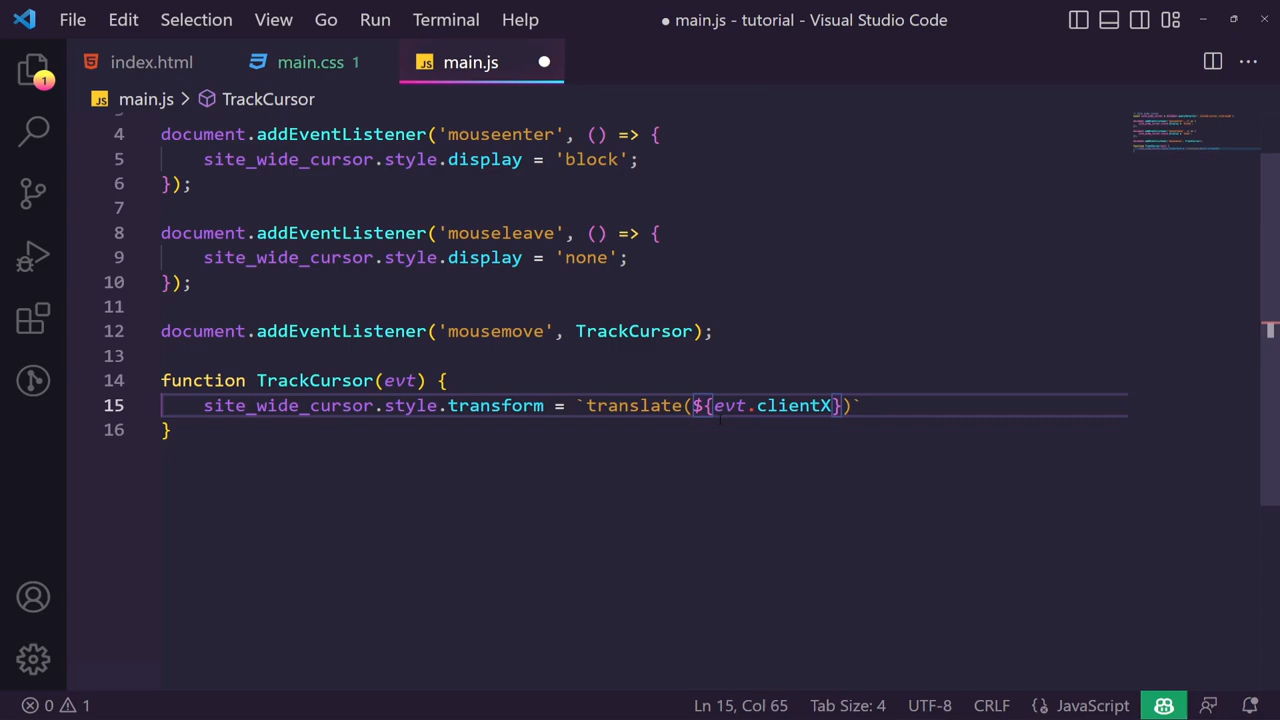 File Edit Selection View Go Run Terminal Help ● main.js - tutorial - Visual Studio Code
index.html main.css 1 JS main.js
JS main.js > TrackCursor
4 document.addEventListener('mouseenter', () => {
5 site_wide_cursor.style.display = 'block';
6 });
7
8 document.addEventListener('mouseleave', () => {
9 site_wide_cursor.style.display = 'none';
10 });
11
12 document.addEventListener('mousemove', TrackCursor);
13
14 function TrackCursor(evt) {
15 site_wide_cursor.style.transform = `translate(${evt.clientX})`
16 }
1
0 1 Ln 15, Col 65 Tab Size: 4 UTF-8 CRLF JavaScript